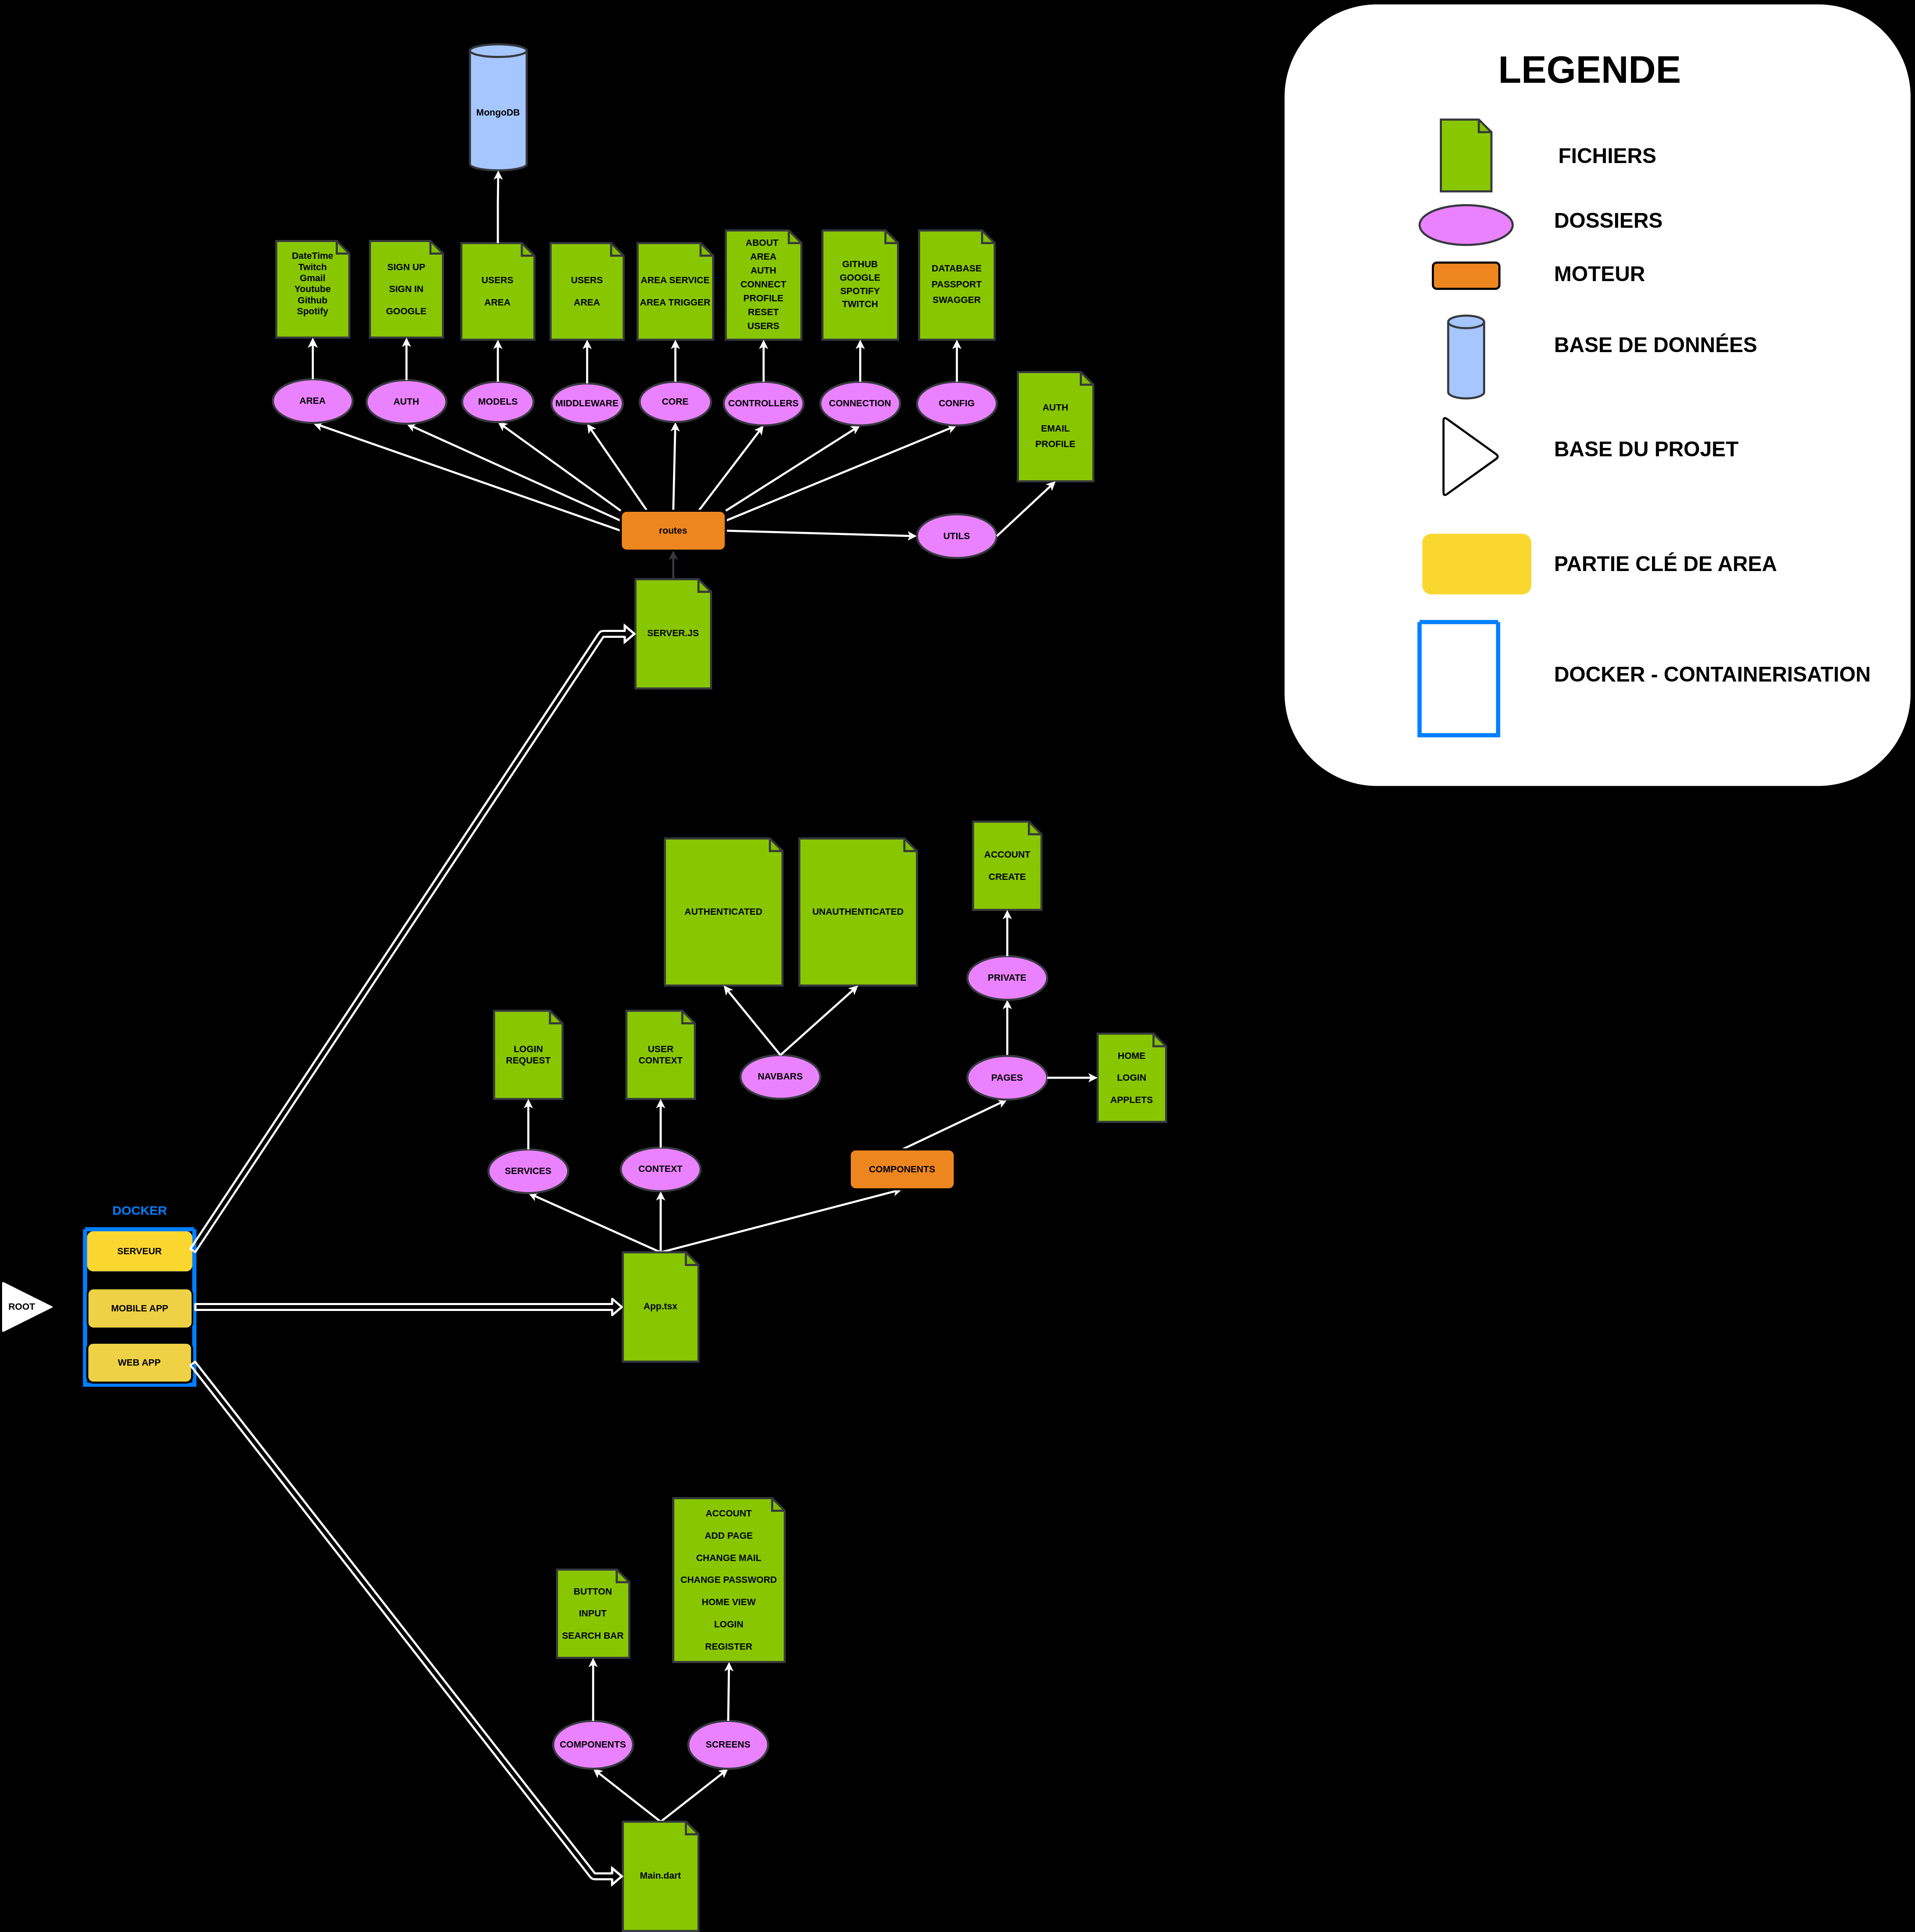 LEGENDE
FICHIERS
DOSSIERS
MOTEUR
BASE DE DONNÉES
BASE DU PROJET
PARTIE CLÉ DE AREA
DOCKER - CONTAINERISATION
MongoDB
DateTime
Twitch
Gmail
Youtube
Github
Spotify
SIGN UP
SIGN IN
GOOGLE
USERS
AREA
USERS
AREA
AREA SERVICE
AREA TRIGGER
ABOUT
AREA
AUTH
CONNECT
PROFILE
RESET
USERS
GITHUB
GOOGLE
SPOTIFY
TWITCH
DATABASE
PASSPORT
SWAGGER
AREA
AUTH
MODELS
MIDDLEWARE
CORE
CONTROLLERS
CONNECTION
CONFIG
AUTH
EMAIL
PROFILE
routes
UTILS
SERVER.JS
AUTHENTICATED
UNAUTHENTICATED
ACCOUNT
CREATE
PRIVATE
LOGIN
REQUEST
USER
CONTEXT
NAVBARS
PAGES
HOME
LOGIN
APPLETS
SERVICES
CONTEXT
COMPONENTS
DOCKER
SERVEUR
MOBILE APP
WEB APP
ROOT
App.tsx
ACCOUNT
ADD PAGE
CHANGE MAIL
CHANGE PASSWORD
HOME VIEW
LOGIN
REGISTER
BUTTON
INPUT
SEARCH BAR
COMPONENTS
SCREENS
Main.dart